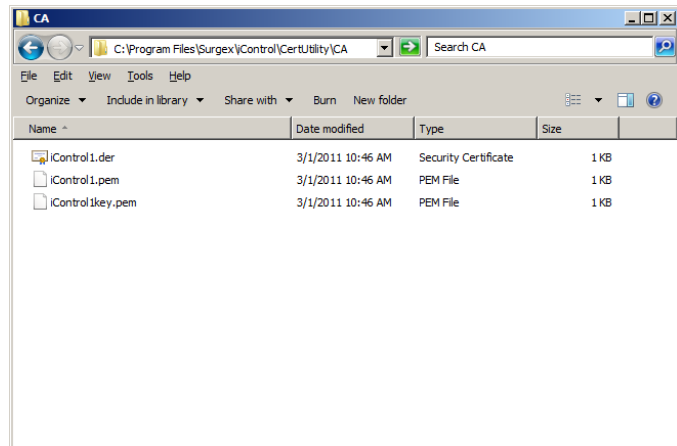 CA
C:\Program Files\Surgex\iControl\CertUtility\CA Search CA
File Edit View Tools Help
Organize Include in library Share with Burn New folder
Name Date modified Type Size
iControl1.der 3/1/2011 10:46 AM Security Certificate 1 KB
iControl1.pem 3/1/2011 10:46 AM PEM File 1 KB
iControl1key.pem 3/1/2011 10:46 AM PEM File 1 KB